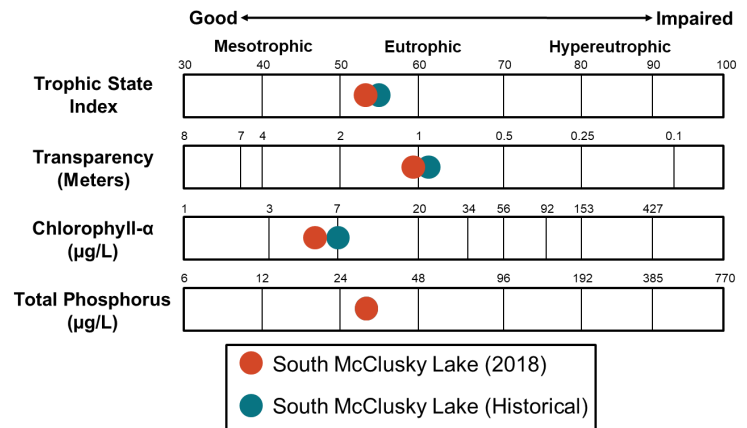 Good Impaired
Mesotrophic Eutrophic Hypereutrophic
30 40 50 60 70 80 90 100
Trophic State
Index
8 7 4 2 1 0.5 0.25 0.1
Transparency
(Meters)
1 3 7 20 34 56 92 153 427
Chlorophyll-α
(µg/L)
6 12 24 48 96 192 385 770
Total Phosphorus
(µg/L)
South McClusky Lake (2018)
South McClusky Lake (Historical)